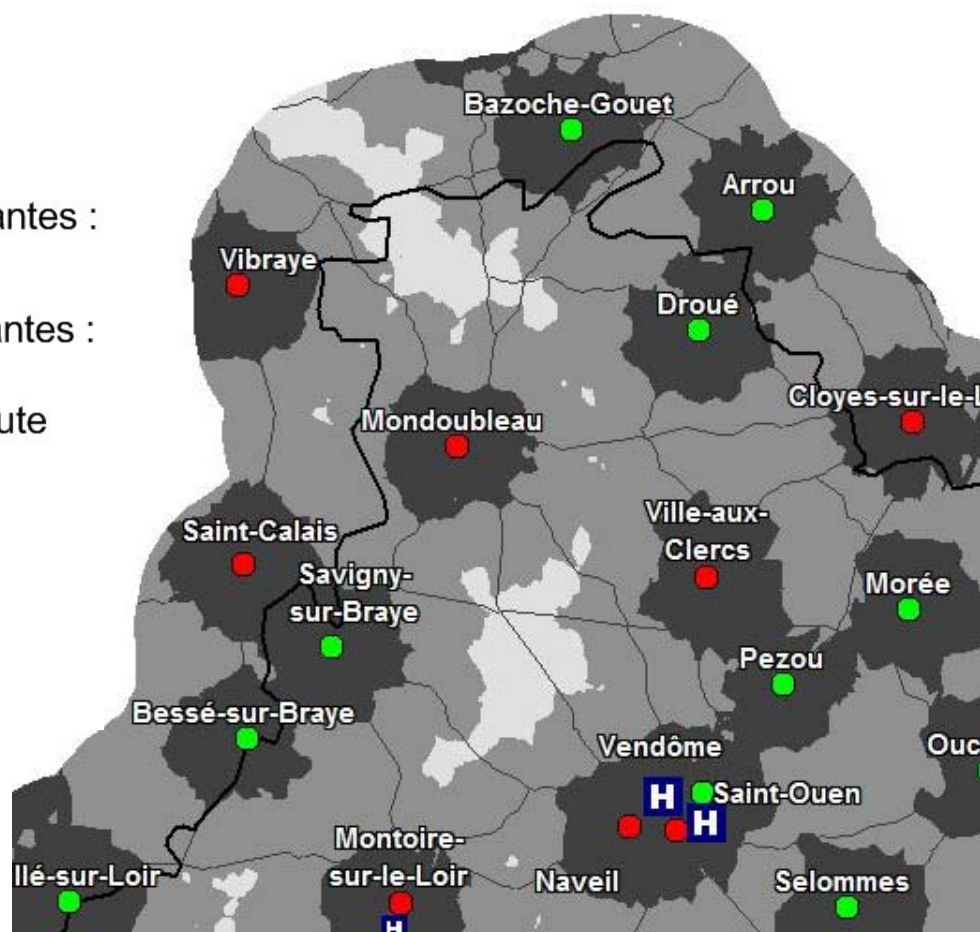 Bazoche-Gouet
Arrou
antes :
Vibraye
Droué
antes :
Cloyes-sur-le-L
Mondoubleau
ute
Ville-aux-
Clercs
Saint-Calais
Savigny-
sur-Braye
Morée
Pezou
Bessé-sur-Braye
Vendôme
Ouc
H
Saint-Ouen
H
Montoire-
sur-le-Loir
llé-sur-Loir
Naveil
Selommes
H